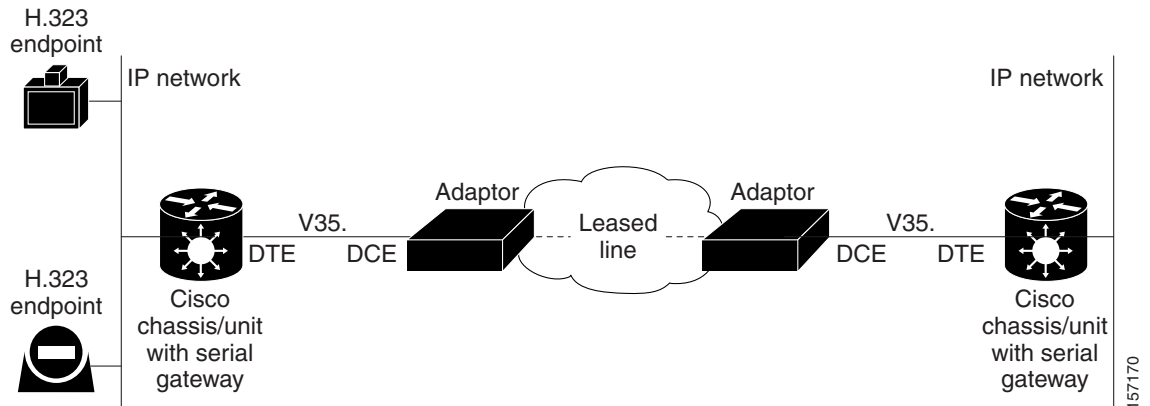 H.323
endpoint
IP network
IP network
Adaptor
Adaptor
V35.
Leased
line
V35.
DTE
DCE
DCE
DTE
H.323
endpoint
Cisco
chassis/unit
with serial
gateway
Cisco
chassis/unit
with serial
gateway
157170